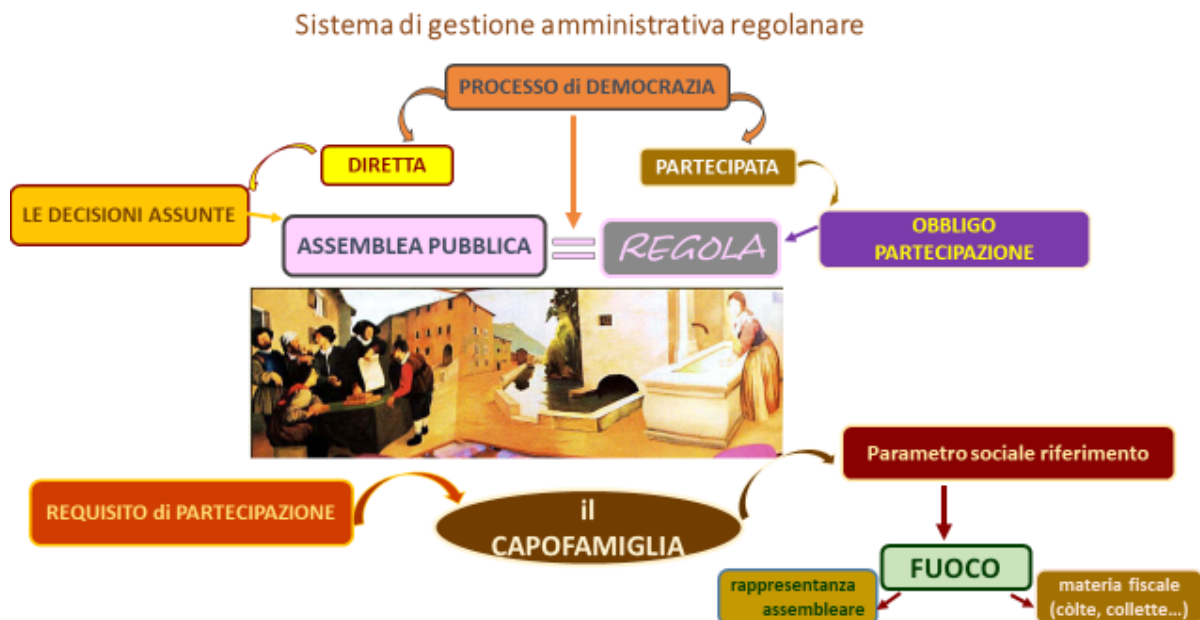 Sistema di gestione amministrativa regolanare
PROCESSO di DEMOCRAZIA
DIRETTA
PARTECIPATA
LE DECISIONI ASSUNTE
ASSEMBLEA PUBBLICA
=
REGOLA
OBBLIGO
PARTECIPAZIONE
Parametro sociale riferimento
REQUISITO di PARTECIPAZIONE
il
CAPOFAMIGLIA
FUOCO
rappresentanza
assembleare
materia fiscale
(còlte, collette...)